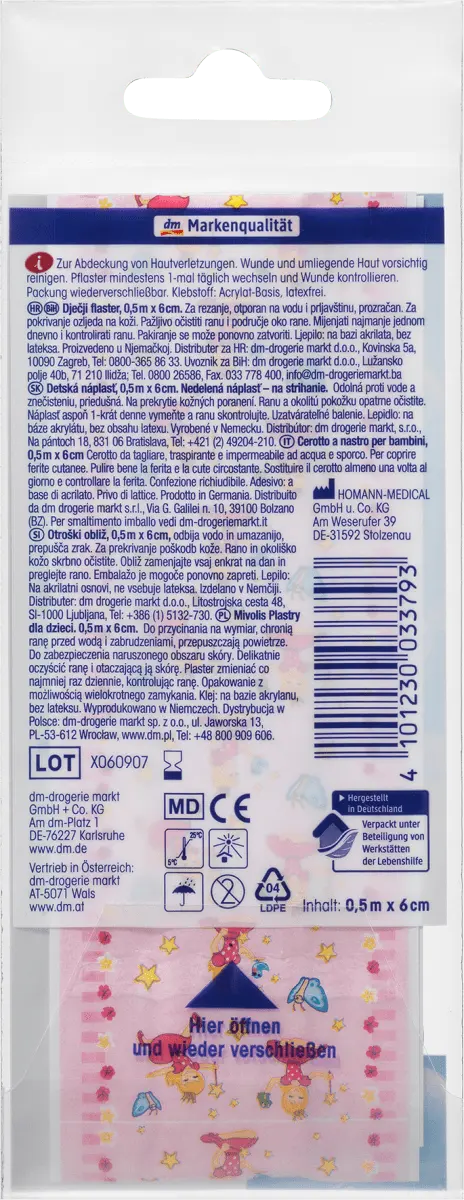 dm Markenqualität
i Zur Abdeckung von Hautverletzungen. Wunde und umliegende Haut vorsichtig
reinigen. Pflaster mindestens 1-mal täglich wechseln und Wunde kontrollieren.
Packung wiederverschließbar. Klebstoff: Acrylat-Basis, latexfrei.
HR BIH Dječji flaster, 0,5 m x 6 cm. Za rezanje, otporan na vodu i prljavštinu, prozračan. Za
pokrivanje ozljeda na koži. Pažljivo očistiti ranu i područje oko rane. Mijenjati najmanje jednom
dnevno i kontrolirati ranu. Pakiranje se može ponovno zatvoriti. Ljepilo: na bazi akrilata, bez
lateksa. Proizvedeno u Njemačkoj. Distributer za HR: dm-drogerie markt d.o.o., Kovinska 5a,
10090 Zagreb, Tel: 0800-365 86 33. Uvoznik za BiH: dm drogerie markt d.o.o., Lužansko
polje 40b, 71 210 Ilidža; Tel. 0800 26586, Fax. 033 778 400, info@dm-drogeriemarkt.ba
SK Detská náplasť, 0,5 m x 6 cm. Nedelená náplasť – na strihanie. Odolná proti vode a
znečisteniu, priedušná. Na prekrytie kožných poranení. Ranu a okolitú pokožku opatrne očistite.
Náplasť aspoň 1-krát denne vymeňte a ranu skontrolujte. Uzatvárateľné balenie. Lepidlo: na
báze akrylátu, bez obsahu latexu. Vyrobené v Nemecku. Distribútor: dm drogerie markt, s.r.o.,
Na pántoch 18, 831 06 Bratislava, Tel: +421 (2) 49204-210. IT Cerotto a nastro per bambini,
0,5 m x 6 cm Cerotto da tagliare, traspirante e impermeabile ad acqua e sporco. Per coprire
ferite cutanee. Pulire bene la ferita e la cute circostante. Sostituire il cerotto almeno una volta al
giorno e controllare la ferita. Confezione richiudibile. Adesivo: a
base di acrilato. Privo di lattice. Prodotto in Germania. Distribuito
da dm drogerie markt s.r.l., Via G. Galilei n. 10, 39100 Bolzano
(BZ). Per smaltimento imballo vedi dm-drogeriemarkt.it
SI Otroški obliž, 0,5 m x 6 cm, odbija vodo in umazanijo,
prepušča zrak. Za prekrivanje poškodb kože. Rano in okoliško
kožo skrbno očistite. Obliž zamenjajte vsaj enkrat na dan in
preglejte rano. Embalažo je mogoče ponovno zapreti. Lepilo:
Na akrilatni osnovi, ne vsebuje lateksa. Izdelano v Nemčiji.
Distributer: dm drogerie markt d.o.o., Litostrojska cesta 48,
SI-1000 Ljubljana, Tel: +386 (1) 5132-730. PL Mivolis Plastry
dla dzieci. 0,5 m x 6 cm. Do przycinania na wymiar, chronią
ranę przed wodą i zabrudzeniami, przepuszczają powietrze.
Do zabezpieczenia naruszonego obszaru skóry. Delikatnie
oczyścić ranę i otaczającą ją skórę. Plaster zmieniać co
najmniej raz dziennie, kontrolując ranę. Opakowanie z
możliwością wielokrotnego zamykania. Klej: na bazie akrylanu,
bez lateksu. Wyprodukowano w Niemczech. Dystrybucja w
Polsce: dm-drogerie markt sp. z o.o., ul. Jaworska 13,
PL-53-612 Wrocław, www.dm.pl, Tel: +48 800 909 606.
HOMANN-MEDICAL
GmbH u. Co. KG
Am Weserufer 39
DE-31592 Stolzenau
4 101230 033793
LOT X060907
dm-drogerie markt
GmbH + Co. KG
Am dm-Platz 1
DE-76227 Karlsruhe
www.dm.de
Vertrieb in Österreich:
dm-drogerie markt
AT-5071 Wals
www.dm.at
MD CE
5°C 25°C
2
04
LDPE
Hergestellt
in Deutschland
Verpackt unter
Beteiligung von
Werkstätten
der Lebenshilfe
Inhalt: 0,5 m x 6 cm
Hier öffnen
und wieder verschließen